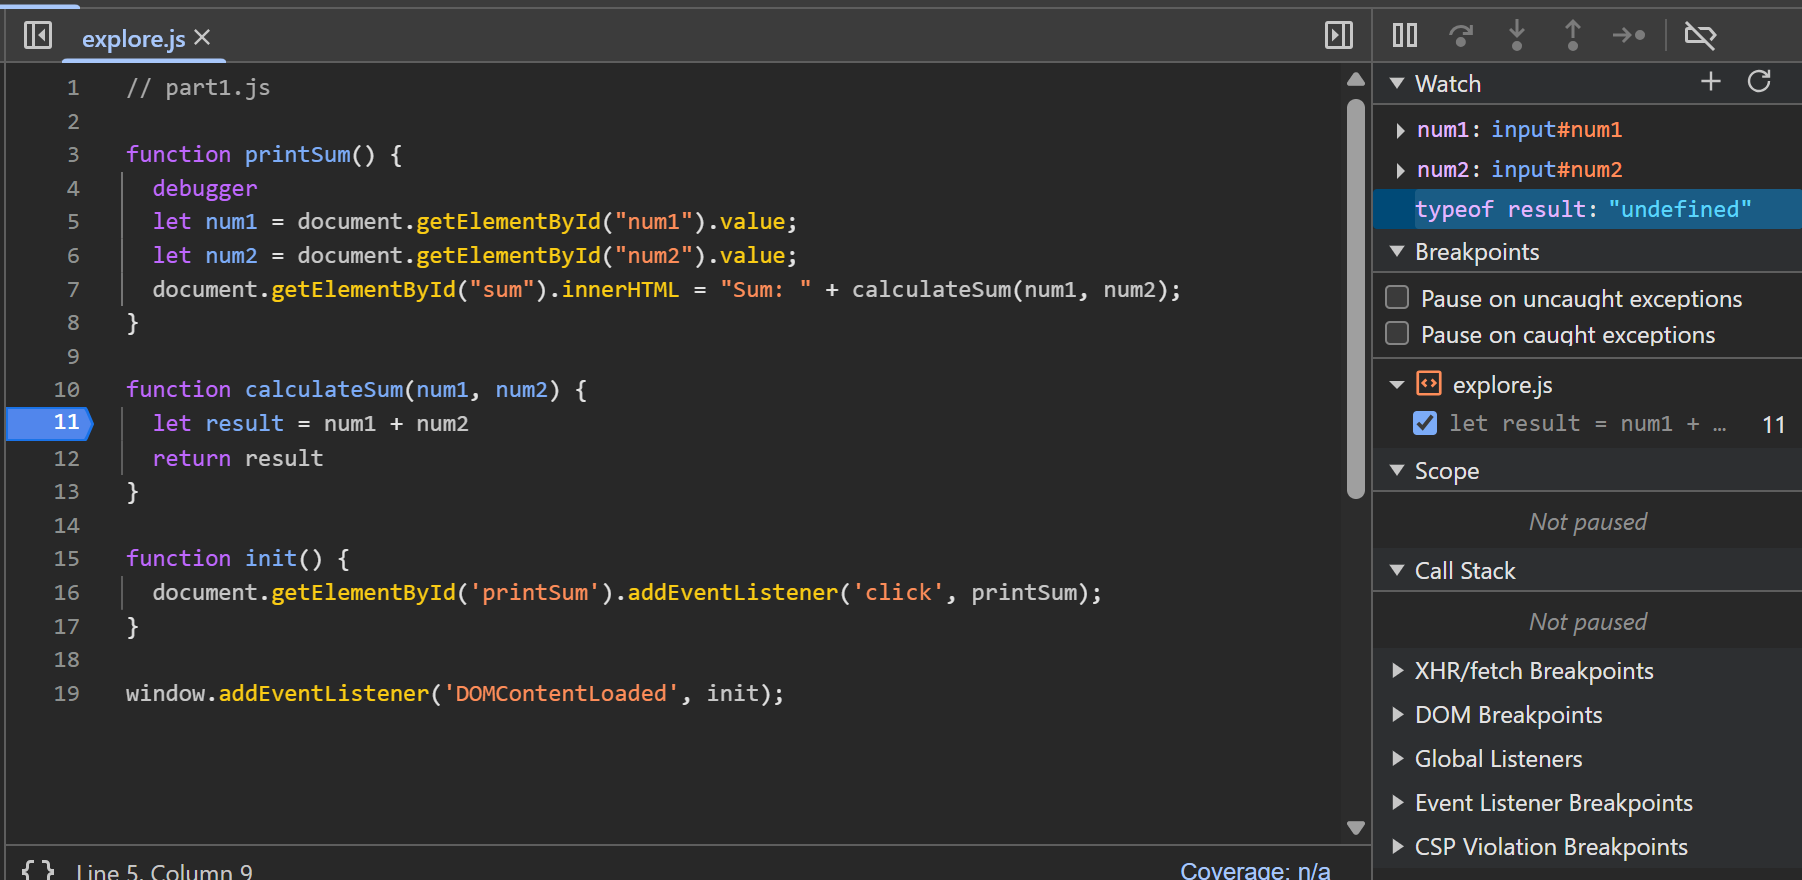 explore.js
1 // part1.js
2
3 function printSum() {
4 debugger
5 let num1 = document.getElementById("num1").value;
6 let num2 = document.getElementById("num2").value;
7 document.getElementById("sum").innerHTML = "Sum: " + calculateSum(num1, num2);
8 }
9
10 function calculateSum(num1, num2) {
11 let result = num1 + num2
12 return result
13 }
14
15 function init() {
16 document.getElementById('printSum').addEventListener('click', printSum);
17 }
18
19 window.addEventListener('DOMContentLoaded', init);
{ } Line 5, Column 9
Coverage: n/a
Watch
num1: input#num1
num2: input#num2
typeof result: "undefined"
Breakpoints
Pause on uncaught exceptions
Pause on caught exceptions
explore.js
let result = num1 + … 11
Scope
Not paused
Call Stack
Not paused
XHR/fetch Breakpoints
DOM Breakpoints
Global Listeners
Event Listener Breakpoints
CSP Violation Breakpoints